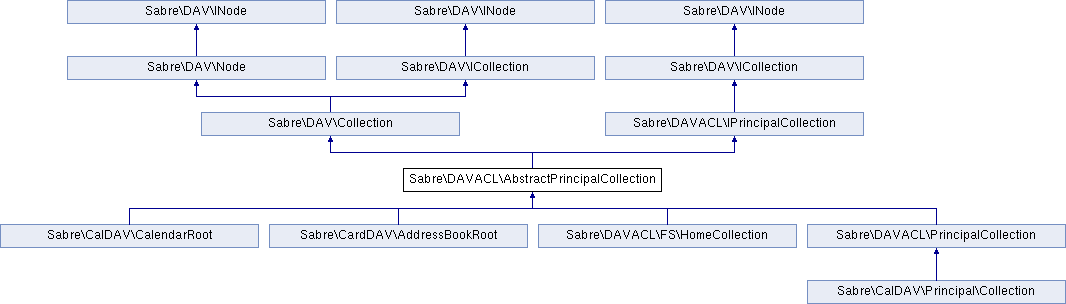 Sabre\DAV\INode
Sabre\DAV\INode
Sabre\DAV\INode
Sabre\DAV\Node
Sabre\DAV\ICollection
Sabre\DAV\ICollection
Sabre\DAV\Collection
Sabre\DAVACL\IPrincipalCollection
Sabre\DAVACL\AbstractPrincipalCollection
Sabre\CalDAV\CalendarRoot
Sabre\CardDAV\AddressBookRoot
Sabre\DAVACL\FS\HomeCollection
Sabre\DAVACL\PrincipalCollection
Sabre\CalDAV\Principal\Collection